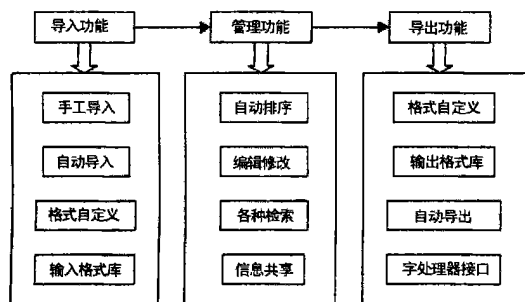 导入功能
管理功能
导出功能
手工导入
自动导入
格式自定义
输入格式库
自动排序
编辑修改
各种检索
信息共享
格式自定义
输出格式库
自动导出
字处理器接口